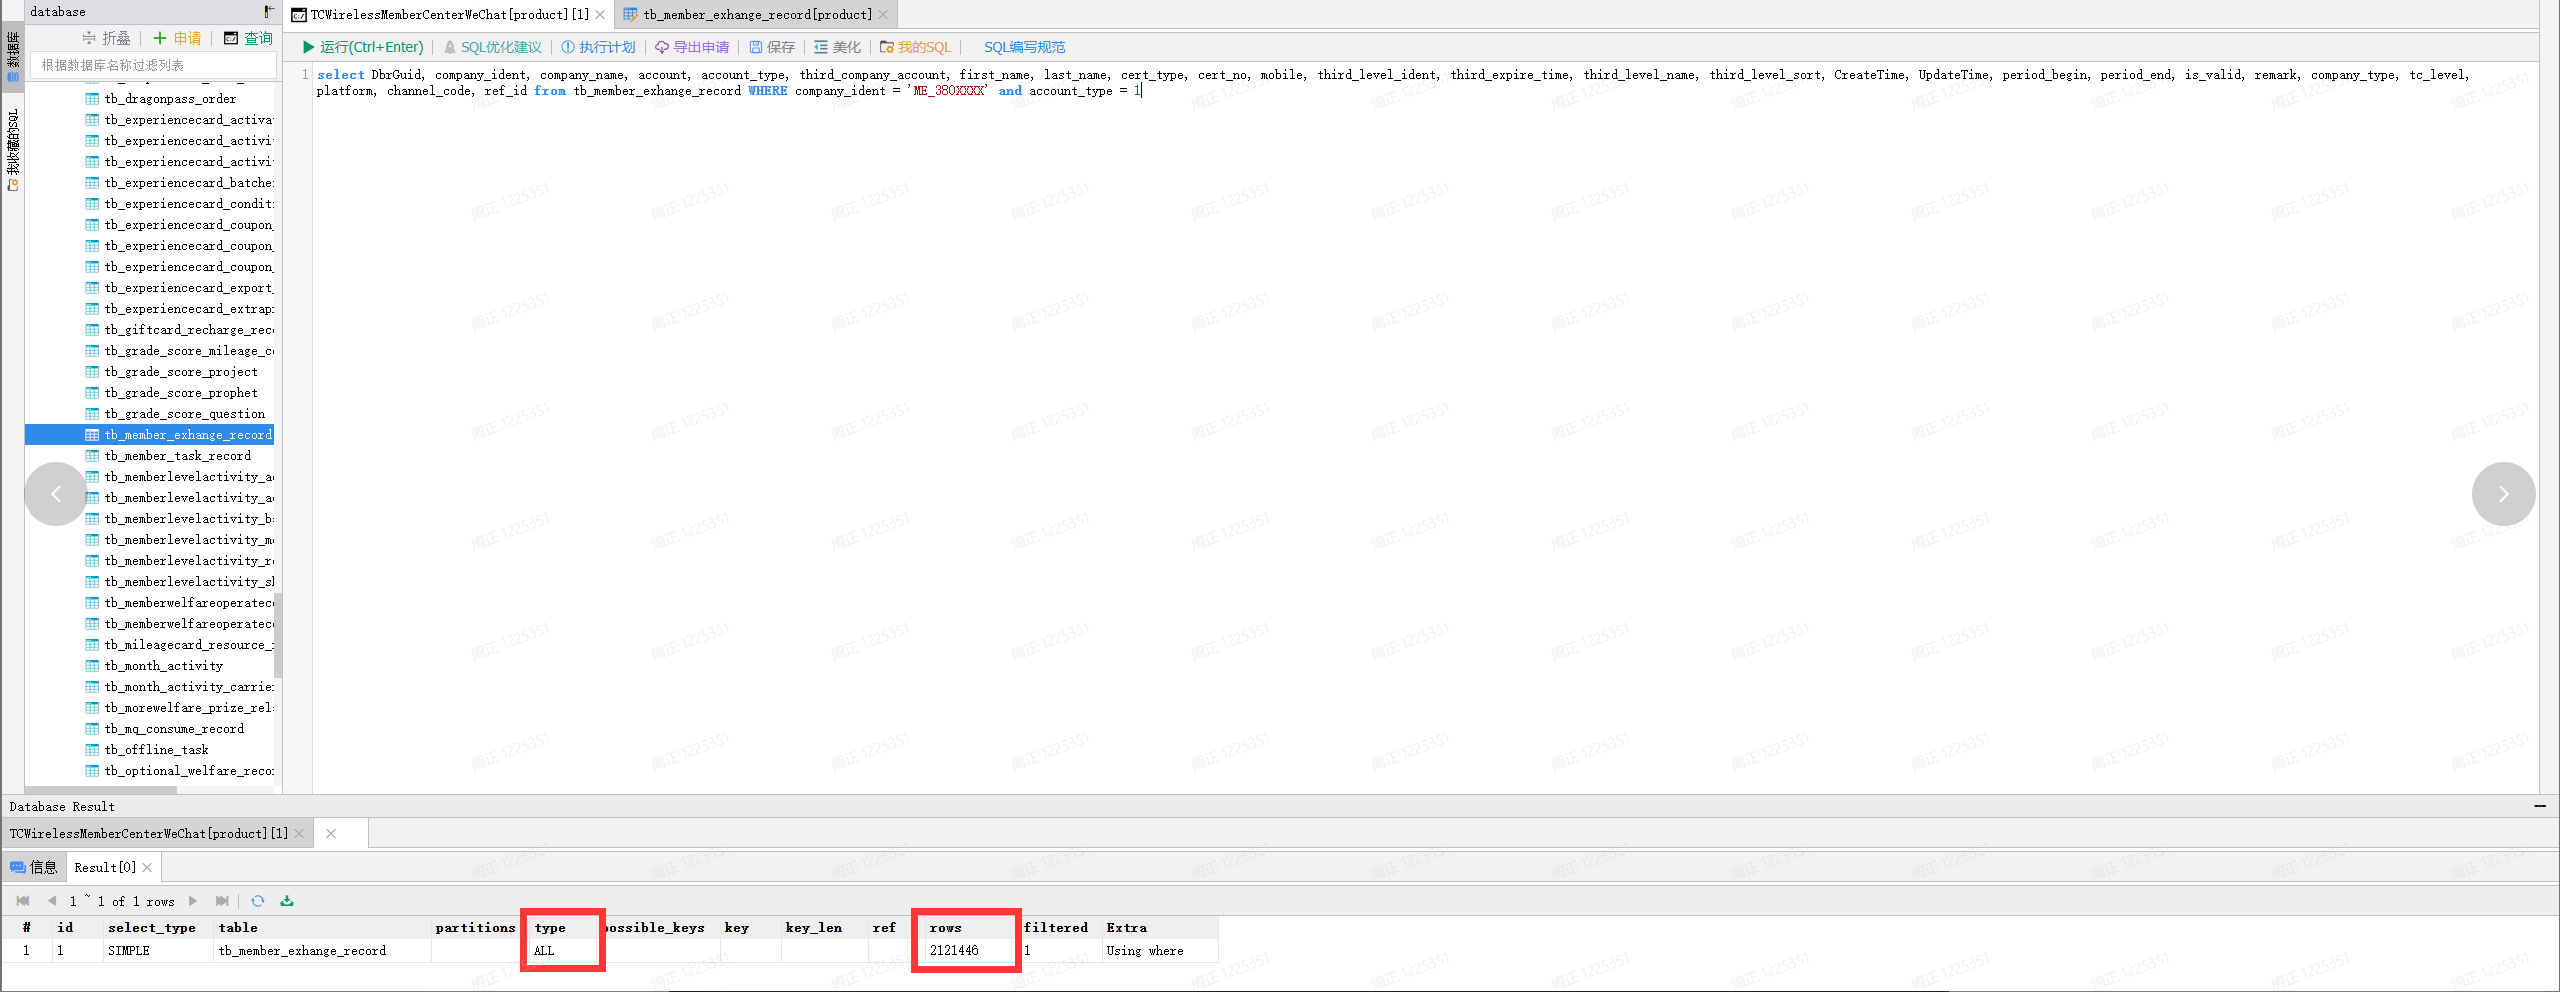 database
折叠
申请
查询
根据数据库名称过滤列表
数据库
我收藏的SQL
tb_dragonpass_order
tb_experiencecard_activa
tb_experiencecard_activi
tb_experiencecard_activi
tb_experiencecard_batche
tb_experiencecard_condit
tb_experiencecard_coupon_
tb_experiencecard_coupon_
tb_experiencecard_coupon_
tb_experiencecard_export_
tb_experiencecard_extrap
tb_giftcard_recharge_rec
tb_grade_score_mileage_c
tb_grade_score_project
tb_grade_score_prophet
tb_grade_score_question
tb_member_exhange_record
tb_member_task_record
tb_memberlevelactivity_a
tb_memberlevelactivity_a
tb_memberlevelactivity_b
tb_memberlevelactivity_m
tb_memberlevelactivity_r
tb_memberlevelactivity_s
tb_memberwelfareoperatec
tb_memberwelfareoperatec
tb_mileagecard_resource_
tb_month_activity
tb_month_activity_carrie
tb_morewelfare_prize_rel
tb_mq_consume_record
tb_offline_task
tb_optional_welfare_reco
TCWirelessMemberCenterWeChat[product][1]
tb_member_exhange_record[product]
运行(Ctrl+Enter)
SQL优化建议
执行计划
导出申请
保存
美化
我的SQL
SQL编写规范
1
select DbrGuid, company_ident, company_name, account, account_type, third_company_account, first_name, last_name, cert_type, cert_no, mobile, third_level_ident, third_expire_time, third_level_name, third_level_sort, CreateTime, UpdateTime, period_begin, period_end, is_valid, remark, company_type, tc_level,
platform, channel_code, ref_id from tb_member_exhange_record WHERE company_ident = 'ME_380XXXX' and account_type = 1
周正 1225351
Database Result
TCWirelessMemberCenterWeChat[product][1]
信息
Result[0]
1 ~ 1 of 1 rows
# id select_type table partitions type possible_keys key key_len ref rows filtered Extra
1 1 SIMPLE tb_member_exhange_record ALL 2121446 1 Using where